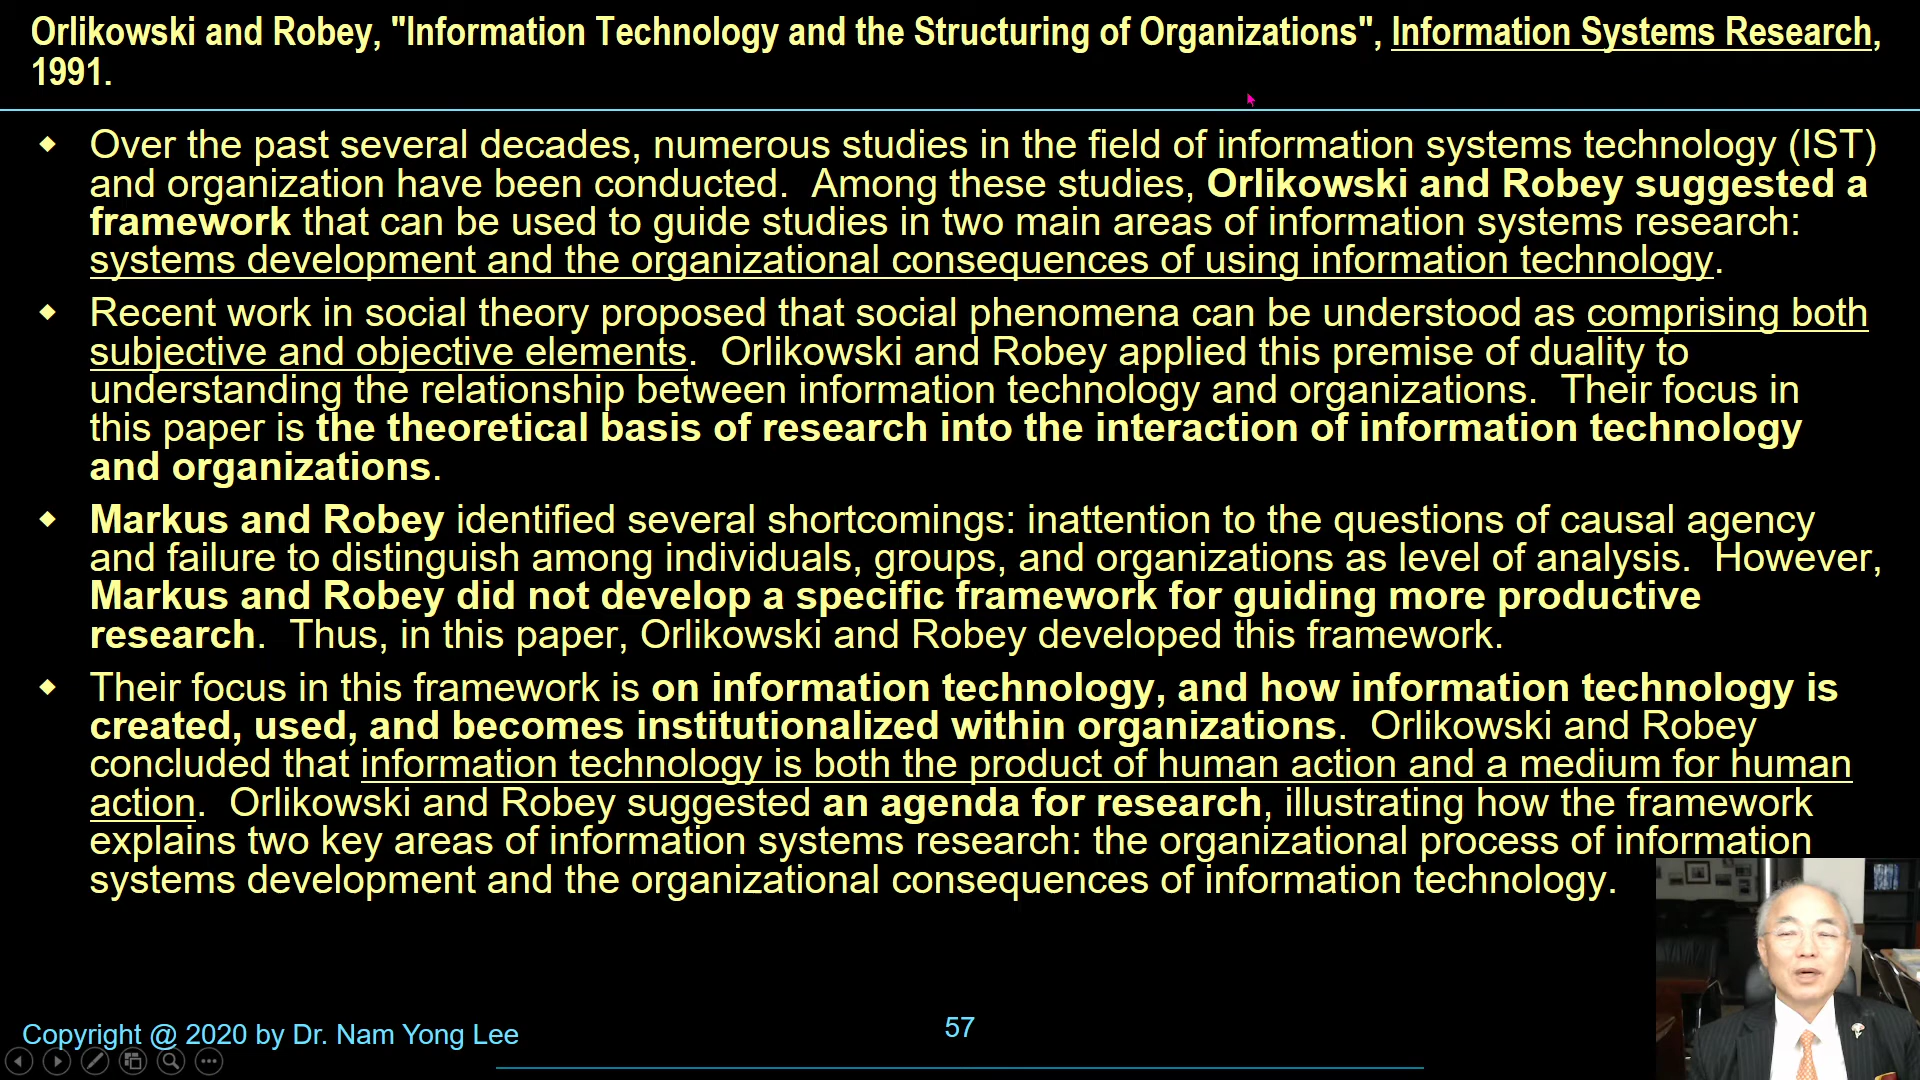 Orlikowski and Robey, "Information Technology and the Structuring of Organizations", Information Systems Research,
1991.
Over the past several decades, numerous studies in the field of information systems technology (IST)
and organization have been conducted.  Among these studies, Orlikowski and Robey suggested a
framework that can be used to guide studies in two main areas of information systems research:
systems development and the organizational consequences of using information technology.
Recent work in social theory proposed that social phenomena can be understood as comprising both
subjective and objective elements.  Orlikowski and Robey applied this premise of duality to
understanding the relationship between information technology and organizations.  Their focus in
this paper is the theoretical basis of research into the interaction of information technology
and organizations.
Markus and Robey identified several shortcomings: inattention to the questions of causal agency
and failure to distinguish among individuals, groups, and organizations as level of analysis.  However,
Markus and Robey did not develop a specific framework for guiding more productive
research.  Thus, in this paper, Orlikowski and Robey developed this framework.
Their focus in this framework is on information technology, and how information technology is
created, used, and becomes institutionalized within organizations.  Orlikowski and Robey
concluded that information technology is both the product of human action and a medium for human
action.  Orlikowski and Robey suggested an agenda for research, illustrating how the framework
explains two key areas of information systems research: the organizational process of information
systems development and the organizational consequences of information technology.
Copyright @ 2020 by Dr. Nam Yong Lee
57